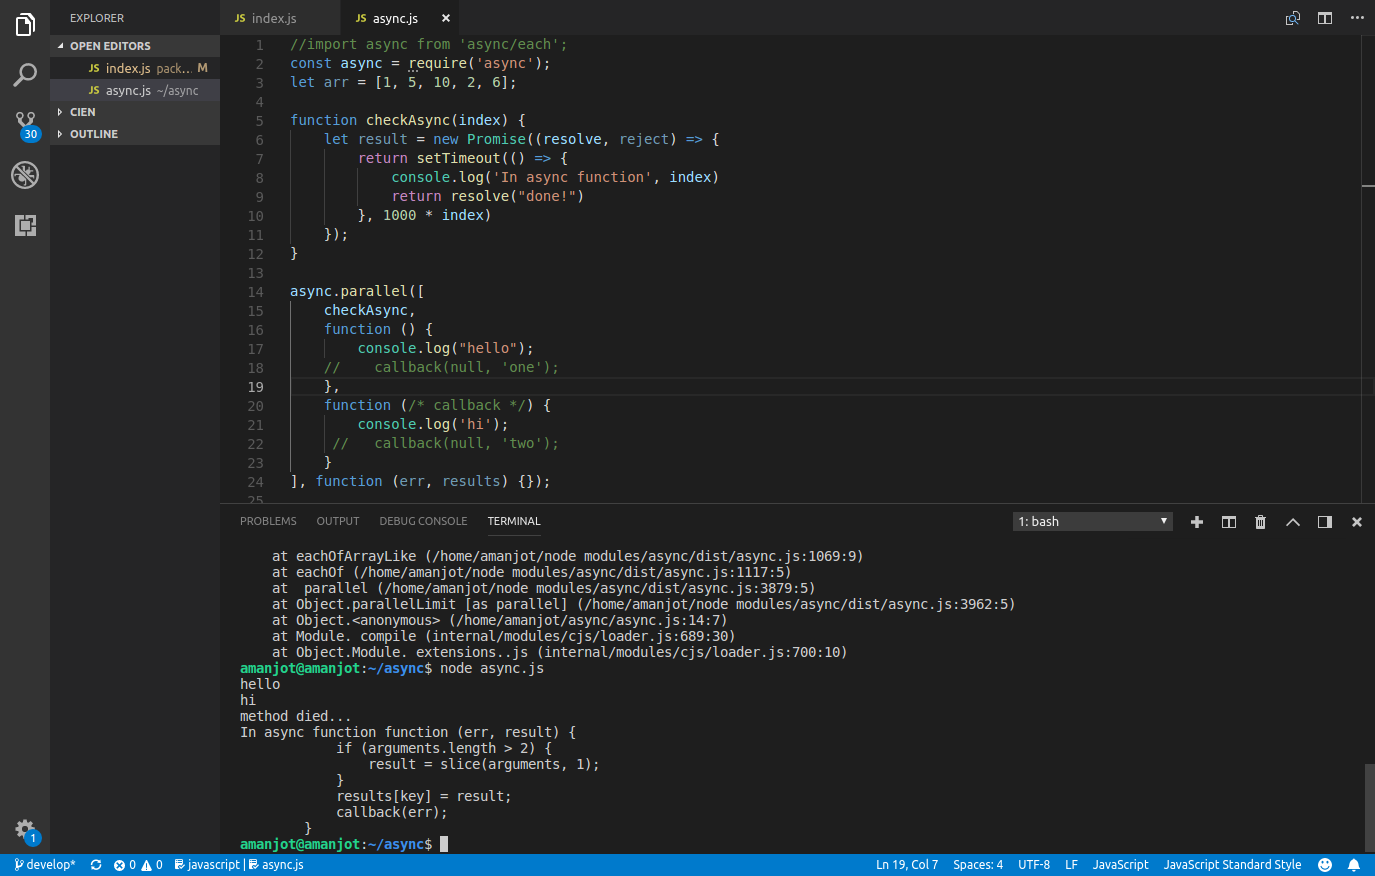 EXPLORER
OPEN EDITORS
JS index.js pack... M
JS async.js ~/async
CIEN
OUTLINE
30
1
JS index.js
JS async.js ×
1 //import async from 'async/each';
2 const async = require('async');
3 let arr = [1, 5, 10, 2, 6];
4
5 function checkAsync(index) {
6 let result = new Promise((resolve, reject) => {
7 return setTimeout(() => {
8 console.log('In async function', index)
9 return resolve("done!")
10 }, 1000 * index)
11 });
12 }
13
14 async.parallel([
15 checkAsync,
16 function () {
17 console.log("hello");
18 // callback(null, 'one');
19 },
20 function (/* callback */) {
21 console.log('hi');
22 // callback(null, 'two');
23 }
24 ], function (err, results) {});
25
PROBLEMS OUTPUT DEBUG CONSOLE TERMINAL 1: bash
at eachOfArrayLike (/home/amanjot/node modules/async/dist/async.js:1069:9)
at eachOf (/home/amanjot/node modules/async/dist/async.js:1117:5)
at  parallel (/home/amanjot/node modules/async/dist/async.js:3879:5)
at Object.parallelLimit [as parallel] (/home/amanjot/node modules/async/dist/async.js:3962:5)
at Object.<anonymous> (/home/amanjot/async/async.js:14:7)
at Module. compile (internal/modules/cjs/loader.js:689:30)
at Object.Module. extensions..js (internal/modules/cjs/loader.js:700:10)
amanjot@amanjot:~/async$ node async.js
hello
hi
method died...
In async function function (err, result) {
if (arguments.length > 2) {
result = slice(arguments, 1);
}
results[key] = result;
callback(err);
}
amanjot@amanjot:~/async$
develop* 0 0 javascript | async.js Ln 19, Col 7 Spaces: 4 UTF-8 LF JavaScript JavaScript Standard Style